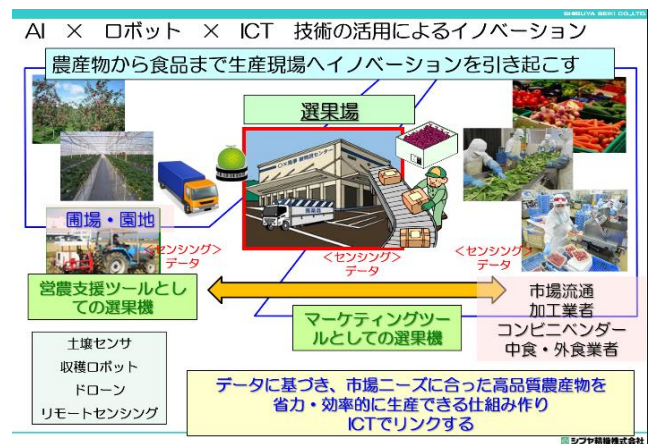 SHIBUYA SEIKI CO.,LTD.
AI × ロボット × ICT 技術の活用によるイノベーション
農産物から食品まで生産現場へイノベーションを引き起こす
選果場
圃場・園地
<センシング>
データ
<センシング>
データ
<センシング>
データ
営農支援ツールとし
ての選果機
マーケティングツー
ルとしての選果機
市場流通
加工業者
コンビニベンダー
中食・外食業者
土壌センサ
収穫ロボット
ドローン
リモートセンシング
データに基づき、市場ニーズに合った高品質農産物を
省力・効率的に生産できる仕組み作り
ICTでリンクする
シブヤ精機株式会社